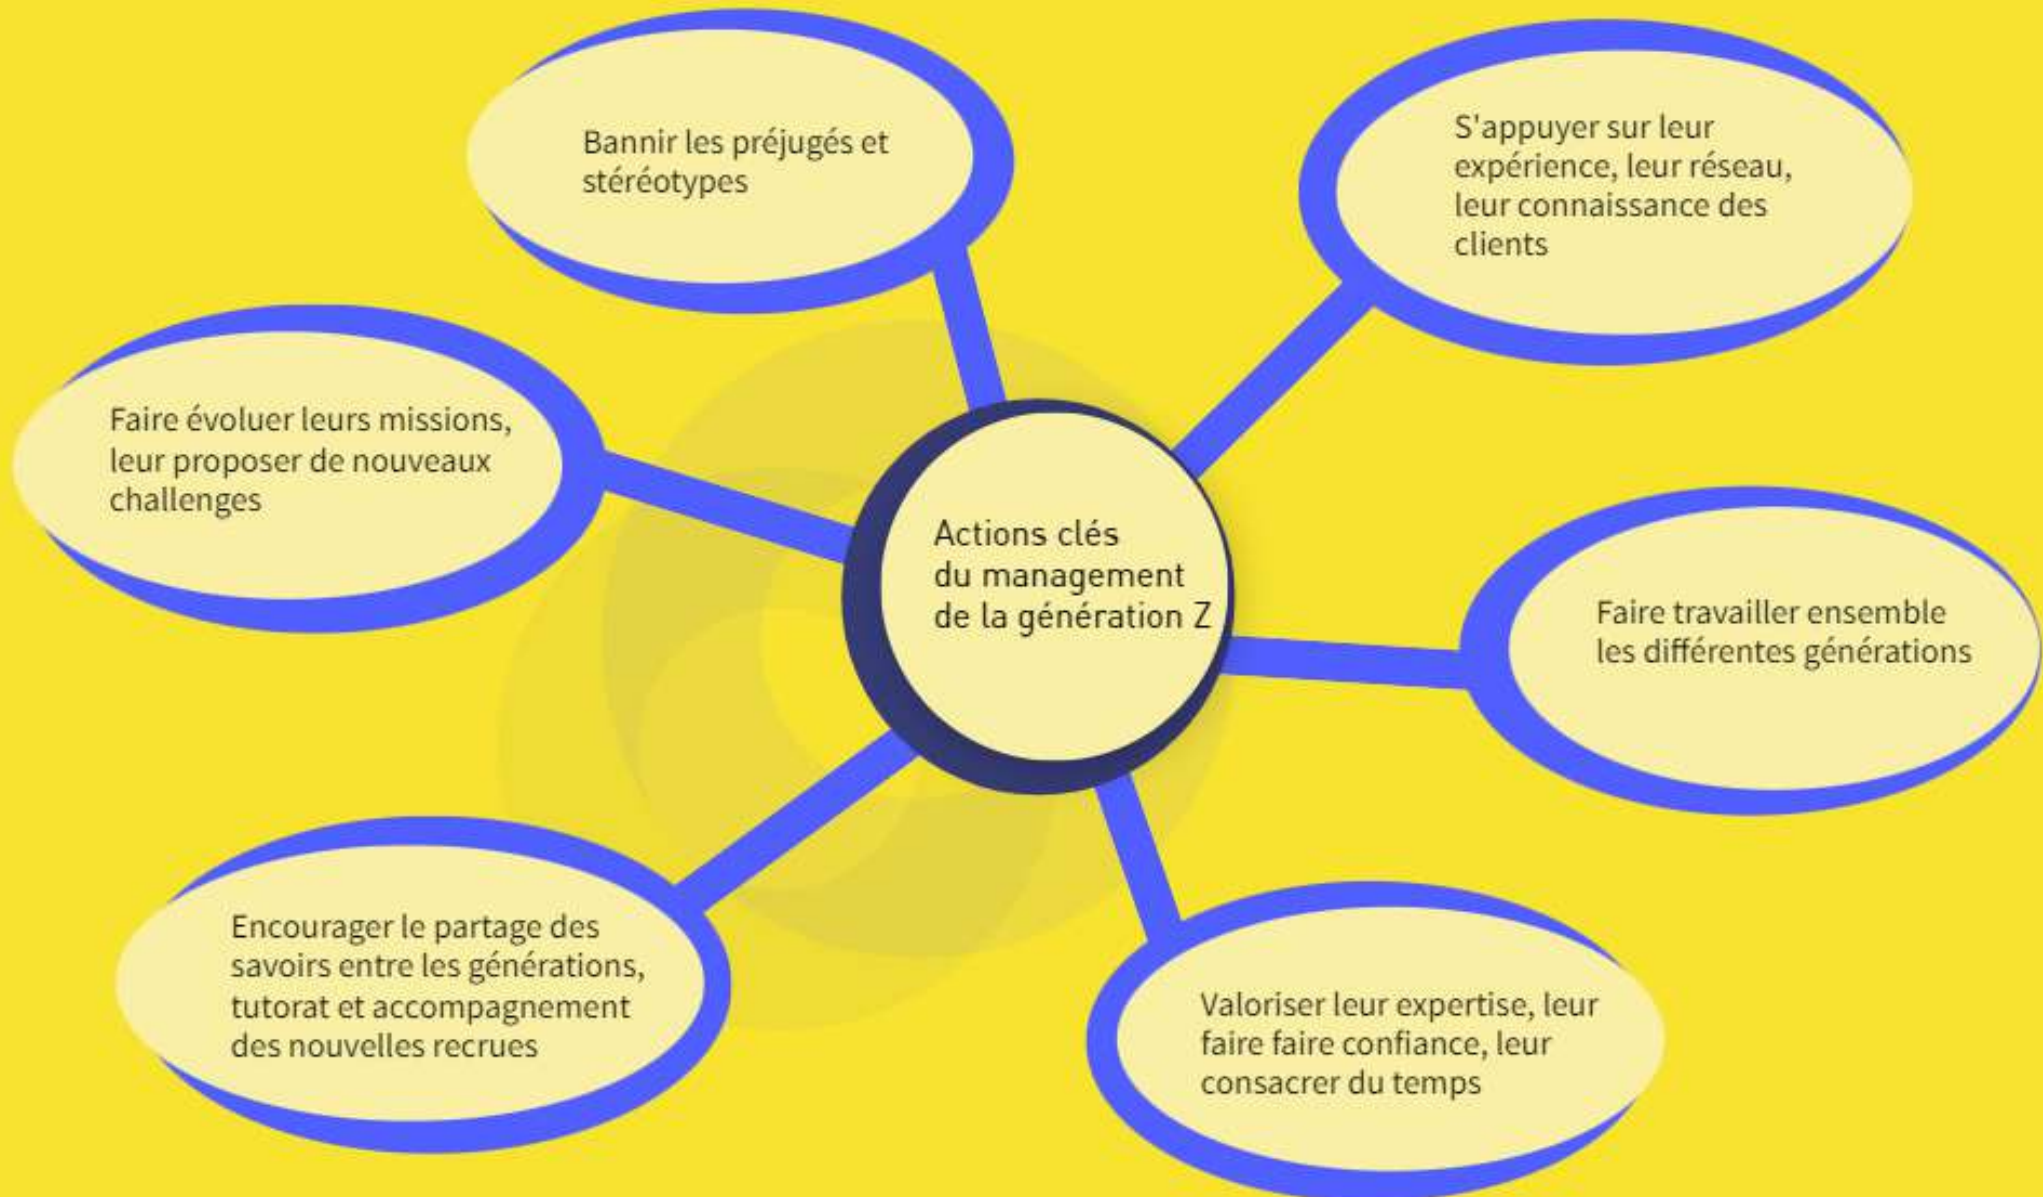 Bannir les préjugés et
stéréotypes
S'appuyer sur leur
expérience, leur réseau,
leur connaissance des
clients
Faire évoluer leurs missions,
leur proposer de nouveaux
challenges
Actions clés
du management
de la génération Z
Faire travailler ensemble
les différentes générations
Encourager le partage des
savoirs entre les générations,
tutorat et accompagnement
des nouvelles recrues
Valoriser leur expertise, leur
faire faire confiance, leur
consacrer du temps